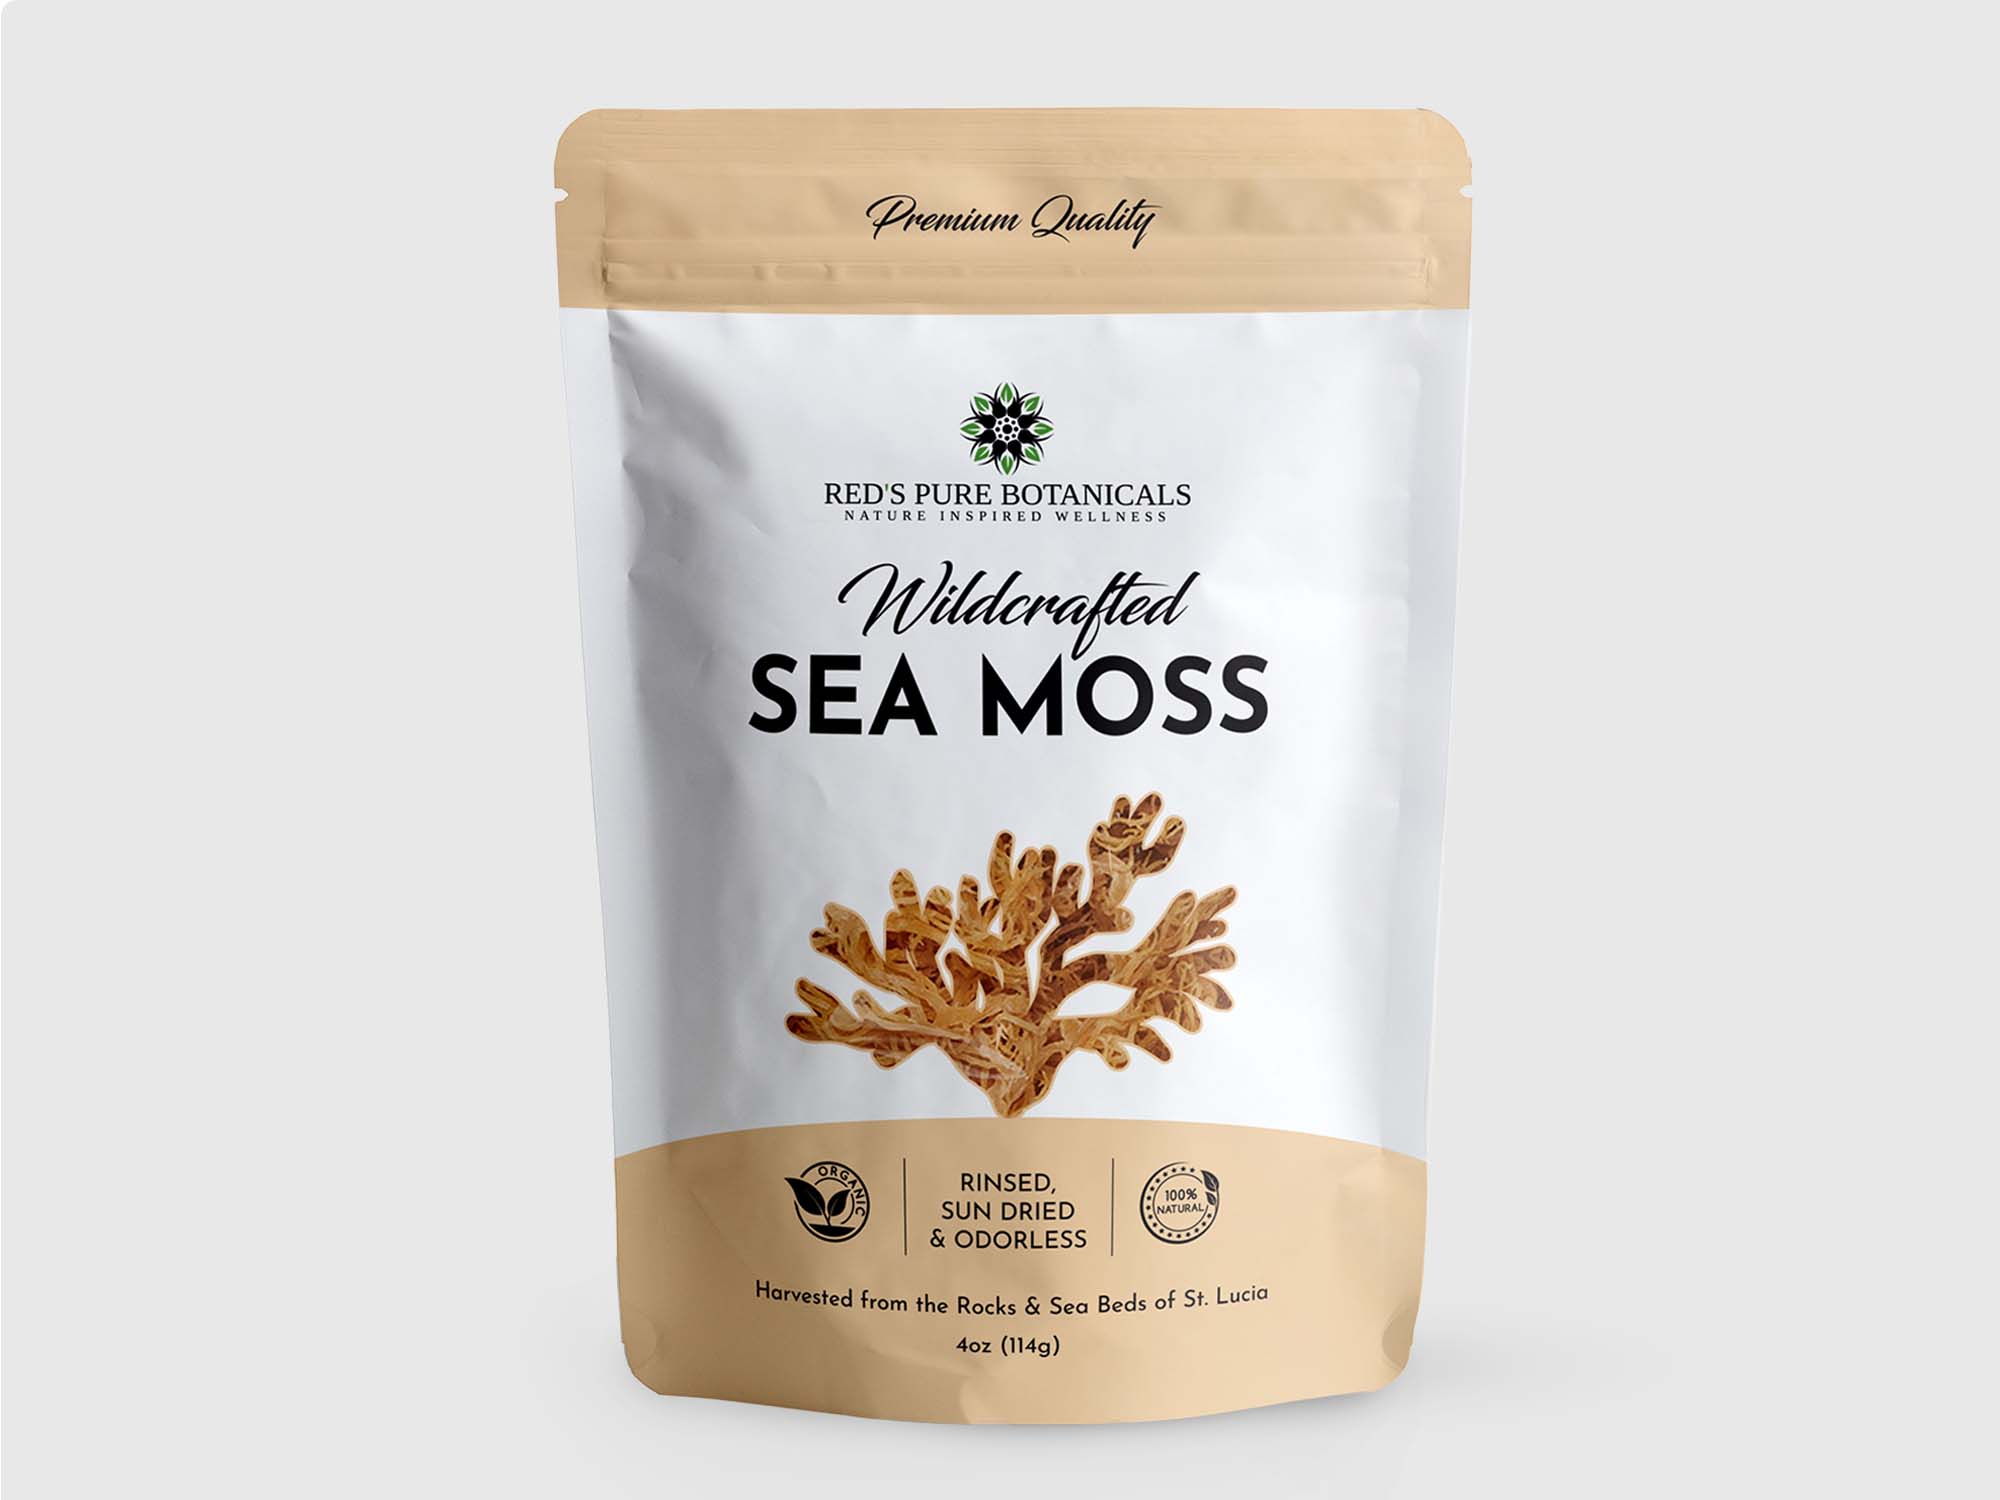 Premium Quality
RED'S PURE BOTANICALS
NATURE INSPIRED WELLNESS
Wildcrafted
SEA MOSS
ORGANIC
RINSED,
SUN DRIED
& ODORLESS
100%
NATURAL
Harvested from the Rocks & Sea Beds of St. Lucia
4oz (114g)